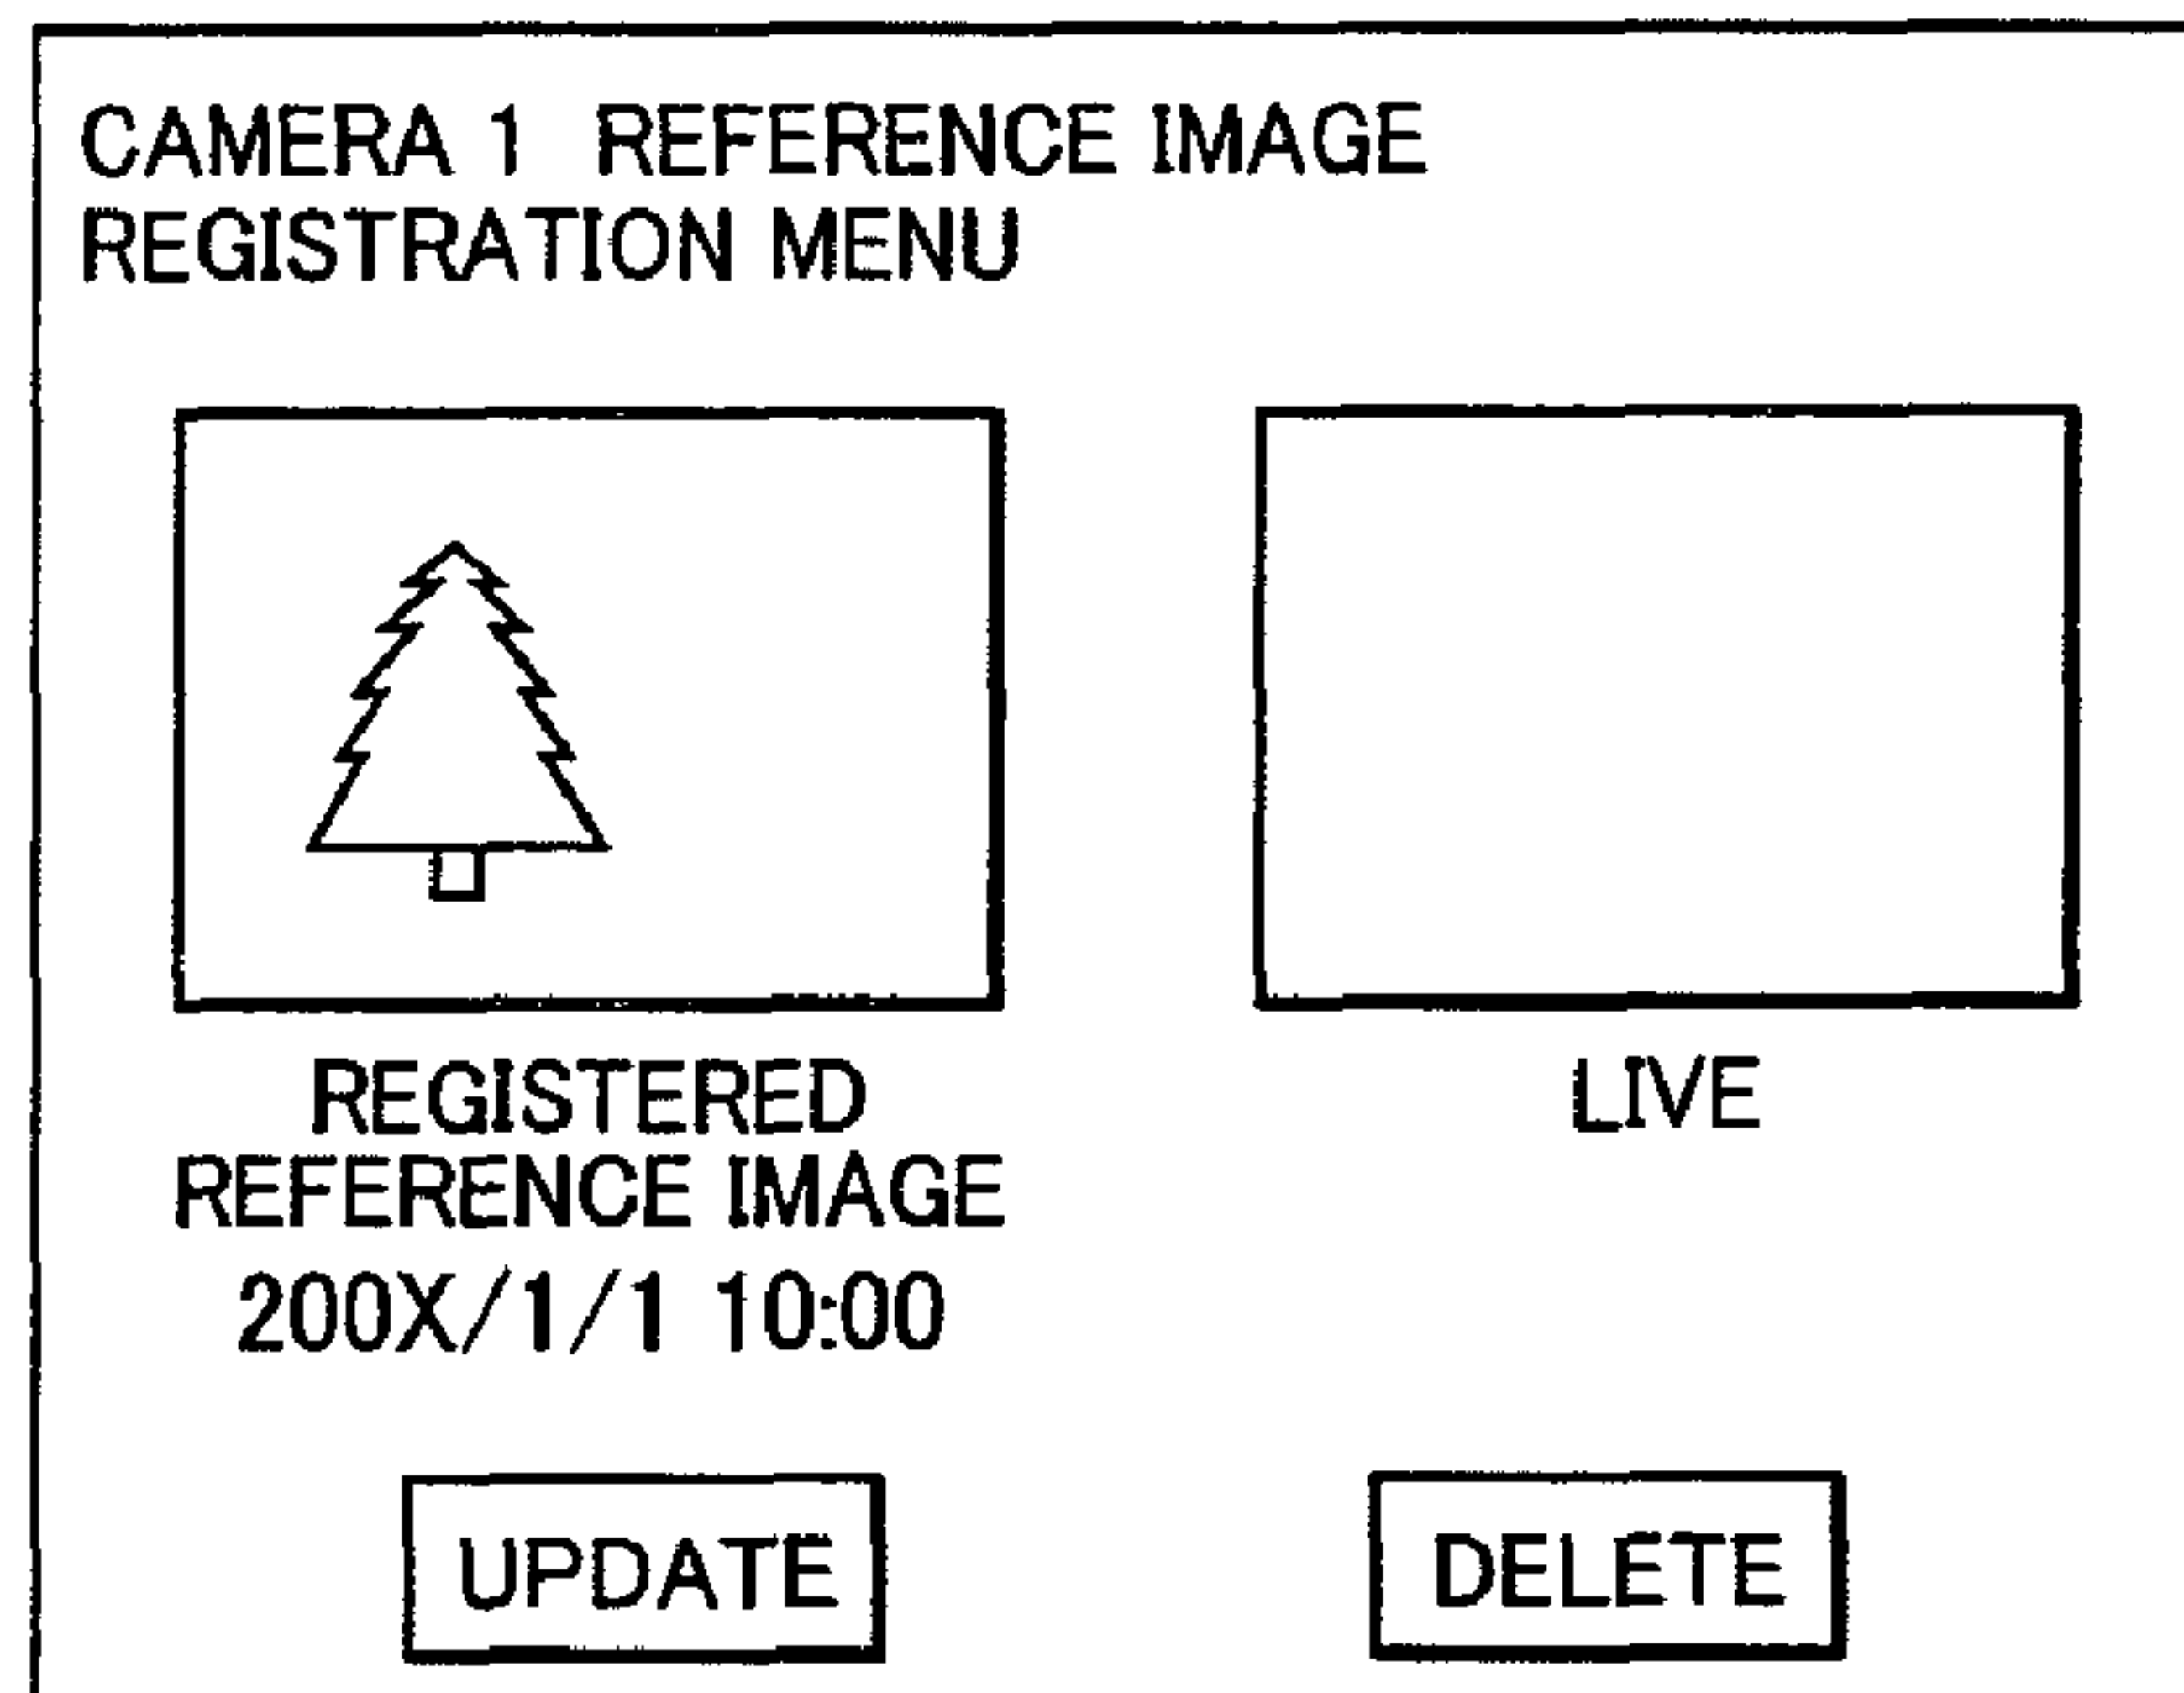 CAMERA 1 REFERENCE IMAGE
REGISTRATION MENU
REGISTERED
REFERENCE IMAGE
200X/1/1 10:00
LIVE
UPDATE
DELETE